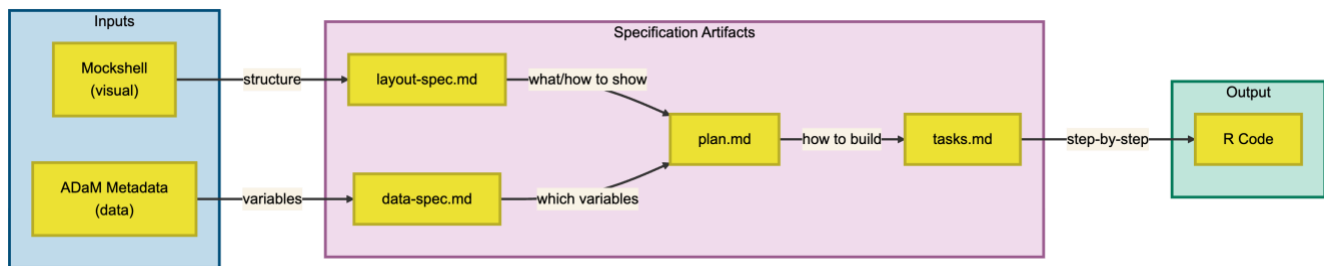 Inputs
Mockshell
(visual)
structure
ADaM Metadata
(data)
variables
Specification Artifacts
layout-spec.md
what/how to show
data-spec.md
which variables
plan.md
how to build
tasks.md
step-by-step
Output
R Code